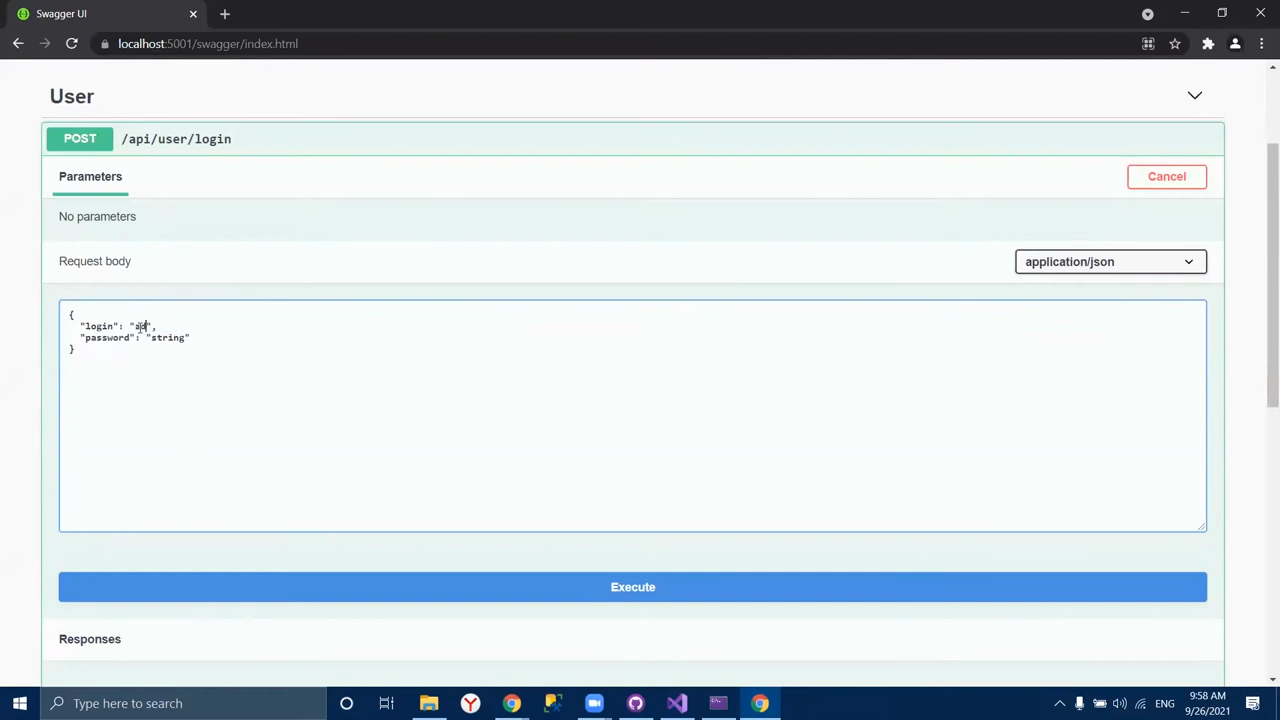 Swagger UI
localhost:5001/swagger/index.html
User
POST /api/user/login
Parameters
Cancel
No parameters
Request body
application/json
{
"login": "ad",
"password": "string"
}
Execute
Responses
Type here to search
ENG
9:58 AM
9/26/2021